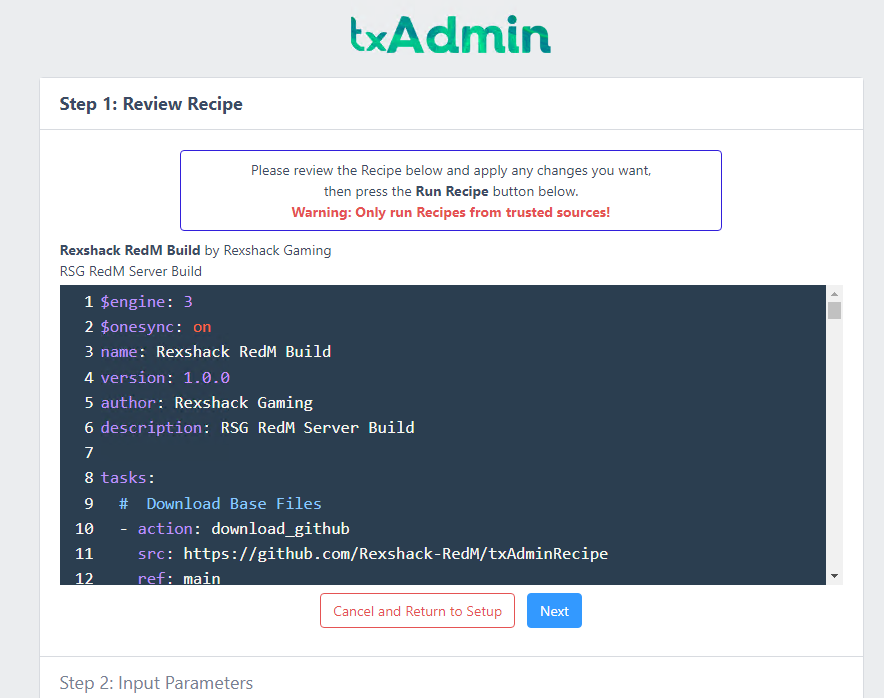 txAdmin
Step 1: Review Recipe
Please review the Recipe below and apply any changes you want,
then press the Run Recipe button below.
Warning: Only run Recipes from trusted sources!
Rexshack RedM Build by Rexshack Gaming
RSG RedM Server Build
1 $engine: 3
2 $onesync: on
3 name: Rexshack RedM Build
4 version: 1.0.0
5 author: Rexshack Gaming
6 description: RSG RedM Server Build
7
8 tasks:
9 # Download Base Files
10 - action: download_github
11 src: https://github.com/Rexshack-RedM/txAdminRecipe
12 ref: main
Cancel and Return to Setup Next
Step 2: Input Parameters